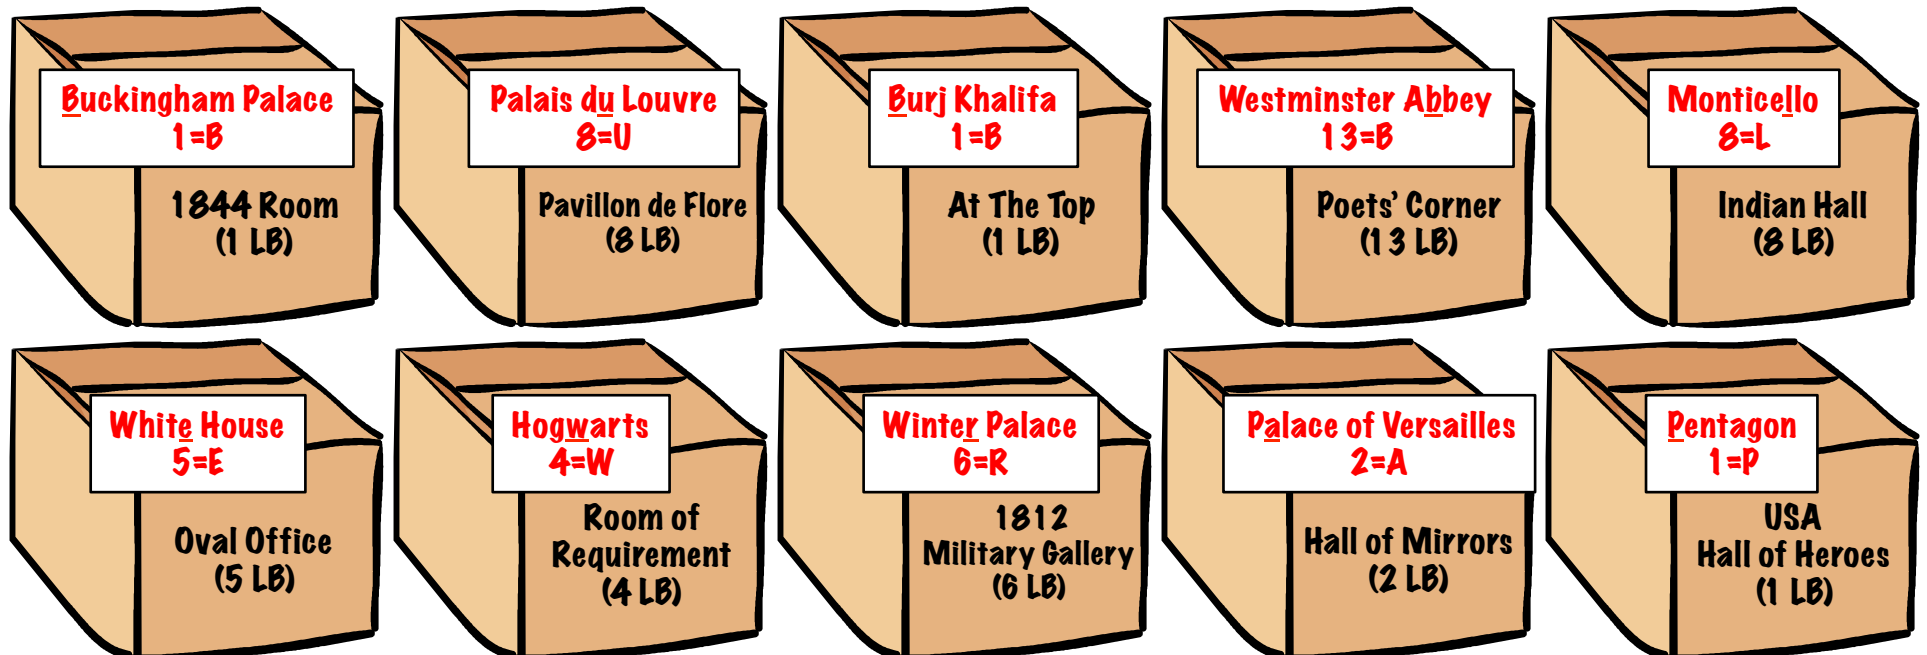 Buckingham Palace
1=B
1844 Room
(1 LB)
Palais du Louvre
8=U
Pavillon de Flore
(8 LB)
Burj Khalifa
1=B
At The Top
(1 LB)
Westminster Abbey
13=B
Poets' Corner
(13 LB)
Monticello
8=L
Indian Hall
(8 LB)
White House
5=E
Oval Office
(5 LB)
Hogwarts
4=W
Room of
Requirement
(4 LB)
Winter Palace
6=R
1812
Military Gallery
(6 LB)
Palace of Versailles
2=A
Hall of Mirrors
(2 LB)
Pentagon
1=P
USA
Hall of Heroes
(1 LB)